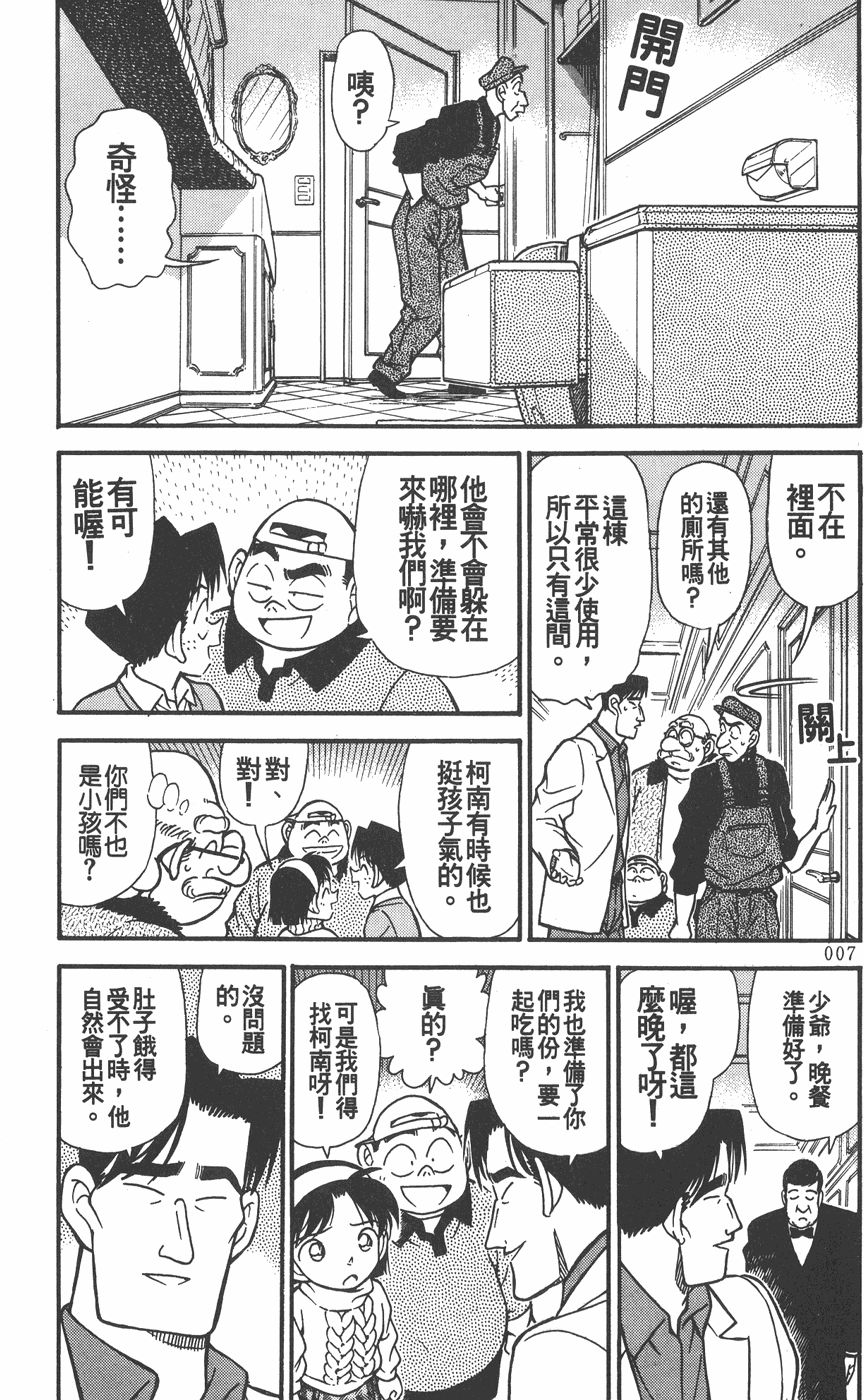 開門
咦？
奇怪……
不在
裡面。
還有其他
的廁所嗎？
這棟
平常很少使用，
所以只有這間。
關上
他會不會躲在
哪裡，準備要
來嚇我們啊？
有可
能喔！
柯南有時候也
挺孩子氣的。
對、
對！
你們不也
是小孩嗎？
007
少爺，晚餐
準備好了。
喔，都這
麼晚了呀！
我也準備了你
們的份，要一
起吃嗎？
眞的？
可是我們得
找柯南呀！
沒問題
的。
肚子餓得
受不了時，他
自然會出來。